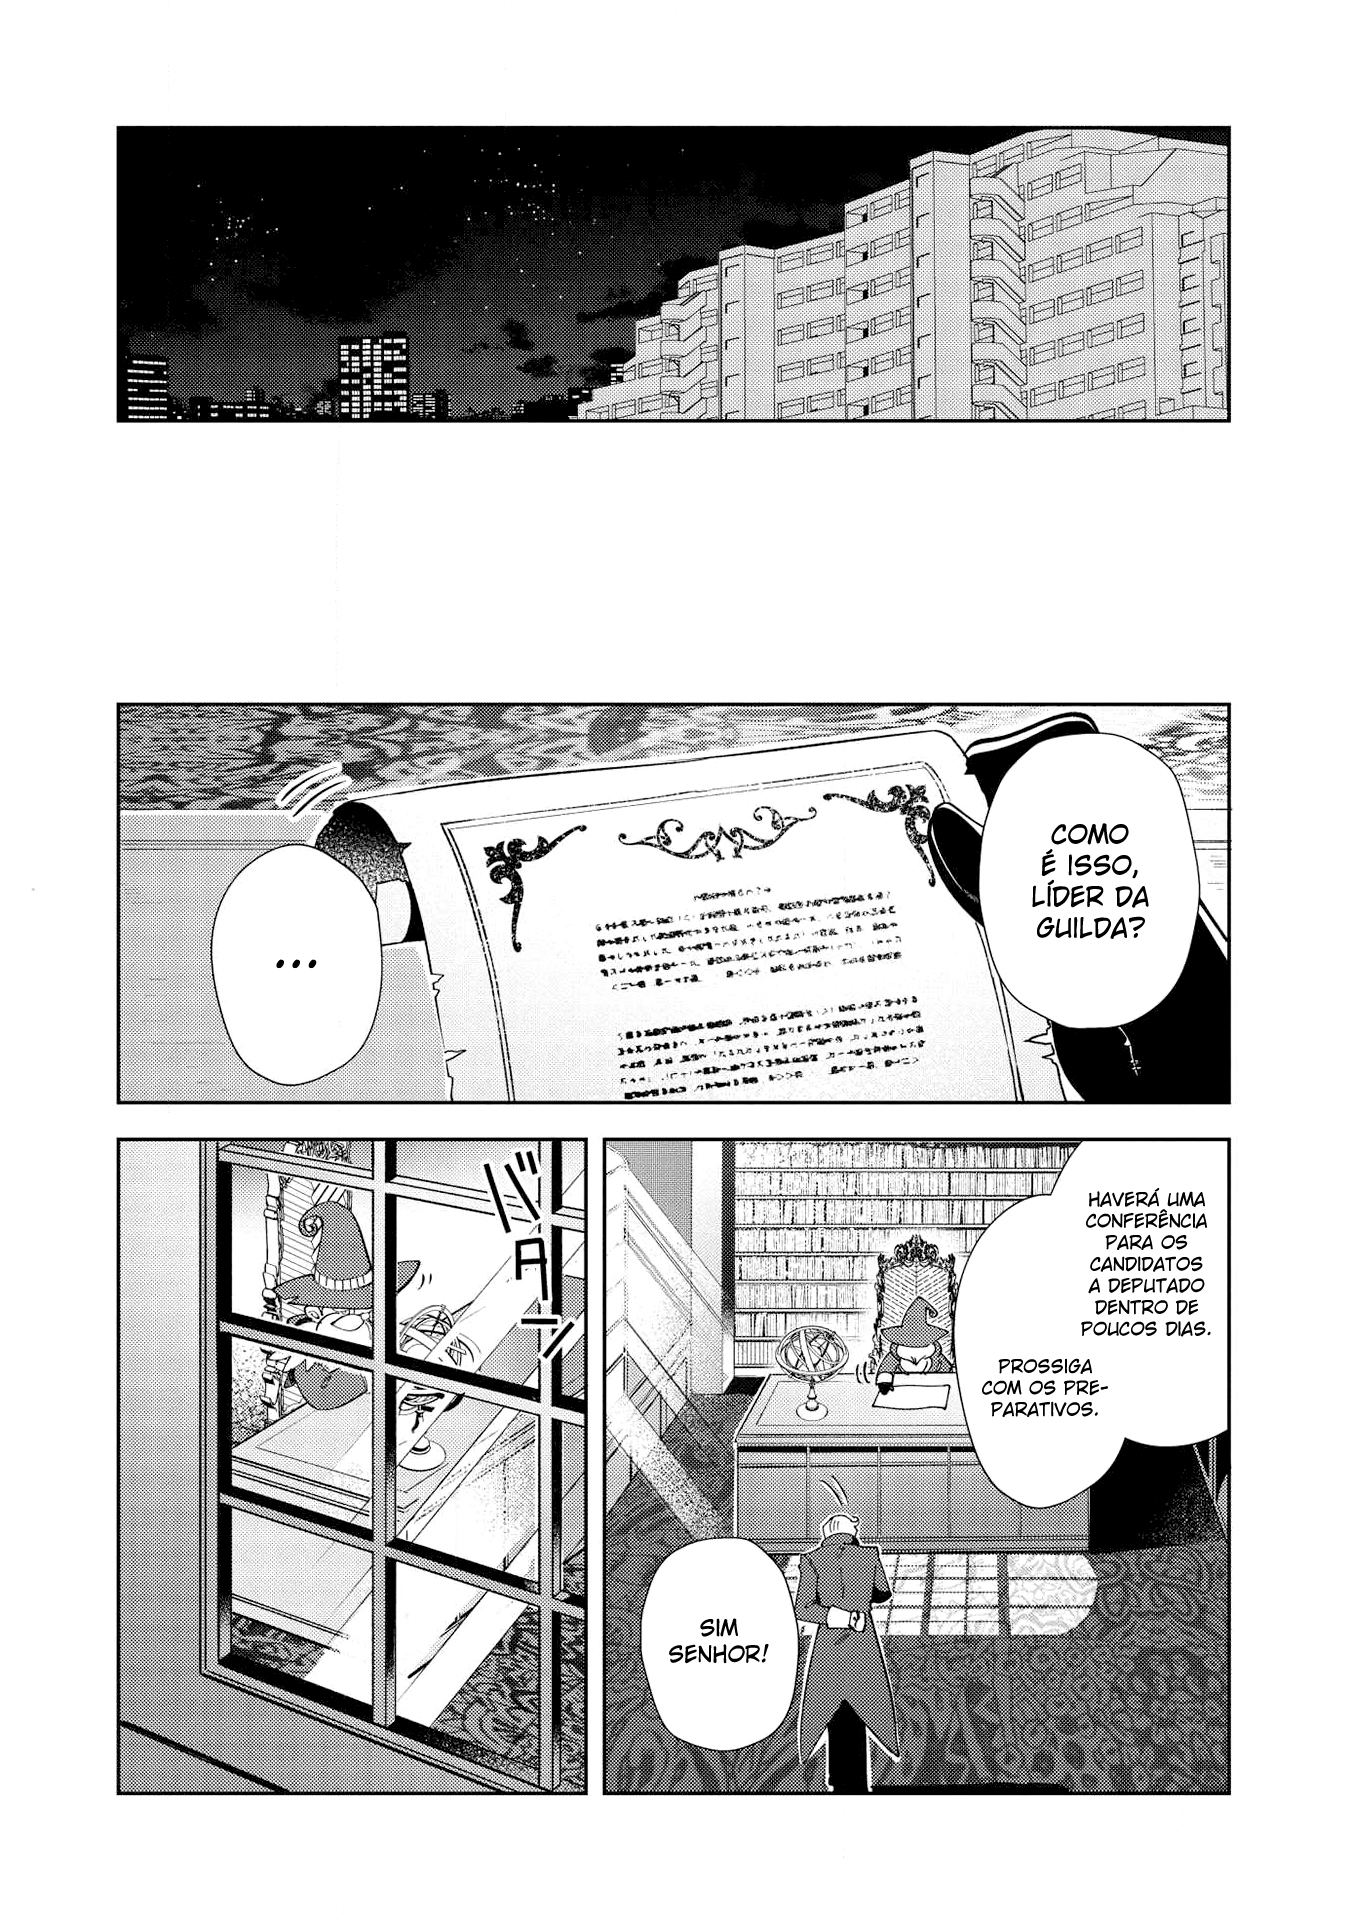 COMO
É ISSO,
LÍDER DA
GUILDA?
...
HAVERÁ UMA
CONFERÊNCIA
PARA OS
CANDIDATOS
A DEPUTADO
DENTRO DE
POUCOS DIAS.
PROSSIGA
COM OS PRE-
PARATIVOS.
SIM
SENHOR!
バタン